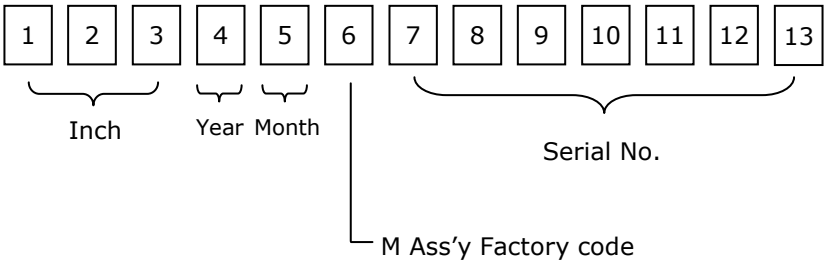 1 2 3 4 5 6 7 8 9 10 11 12 13
Inch Year Month
Serial No.
M Ass’y Factory code